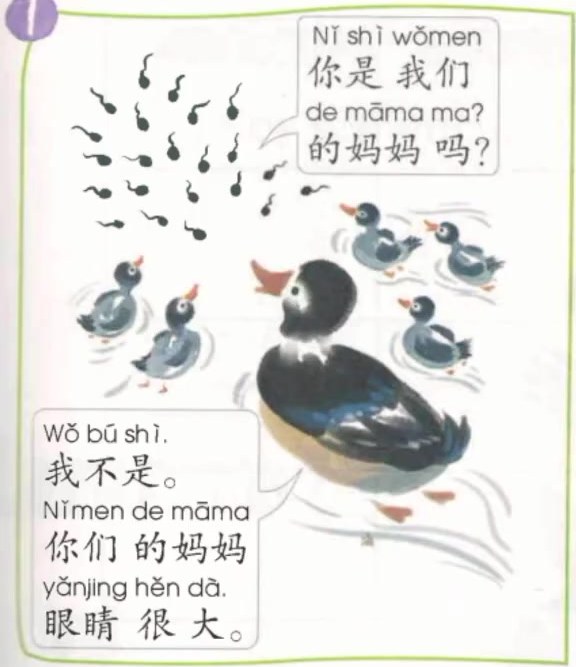 1
Nǐ shì wǒmen
你是 我们
de māma ma?
的妈妈 吗?
Wǒ bú shì.
我不是。
Nǐmen de māma
你们 的妈妈
yǎnjing hěn dà.
眼睛 很 大。